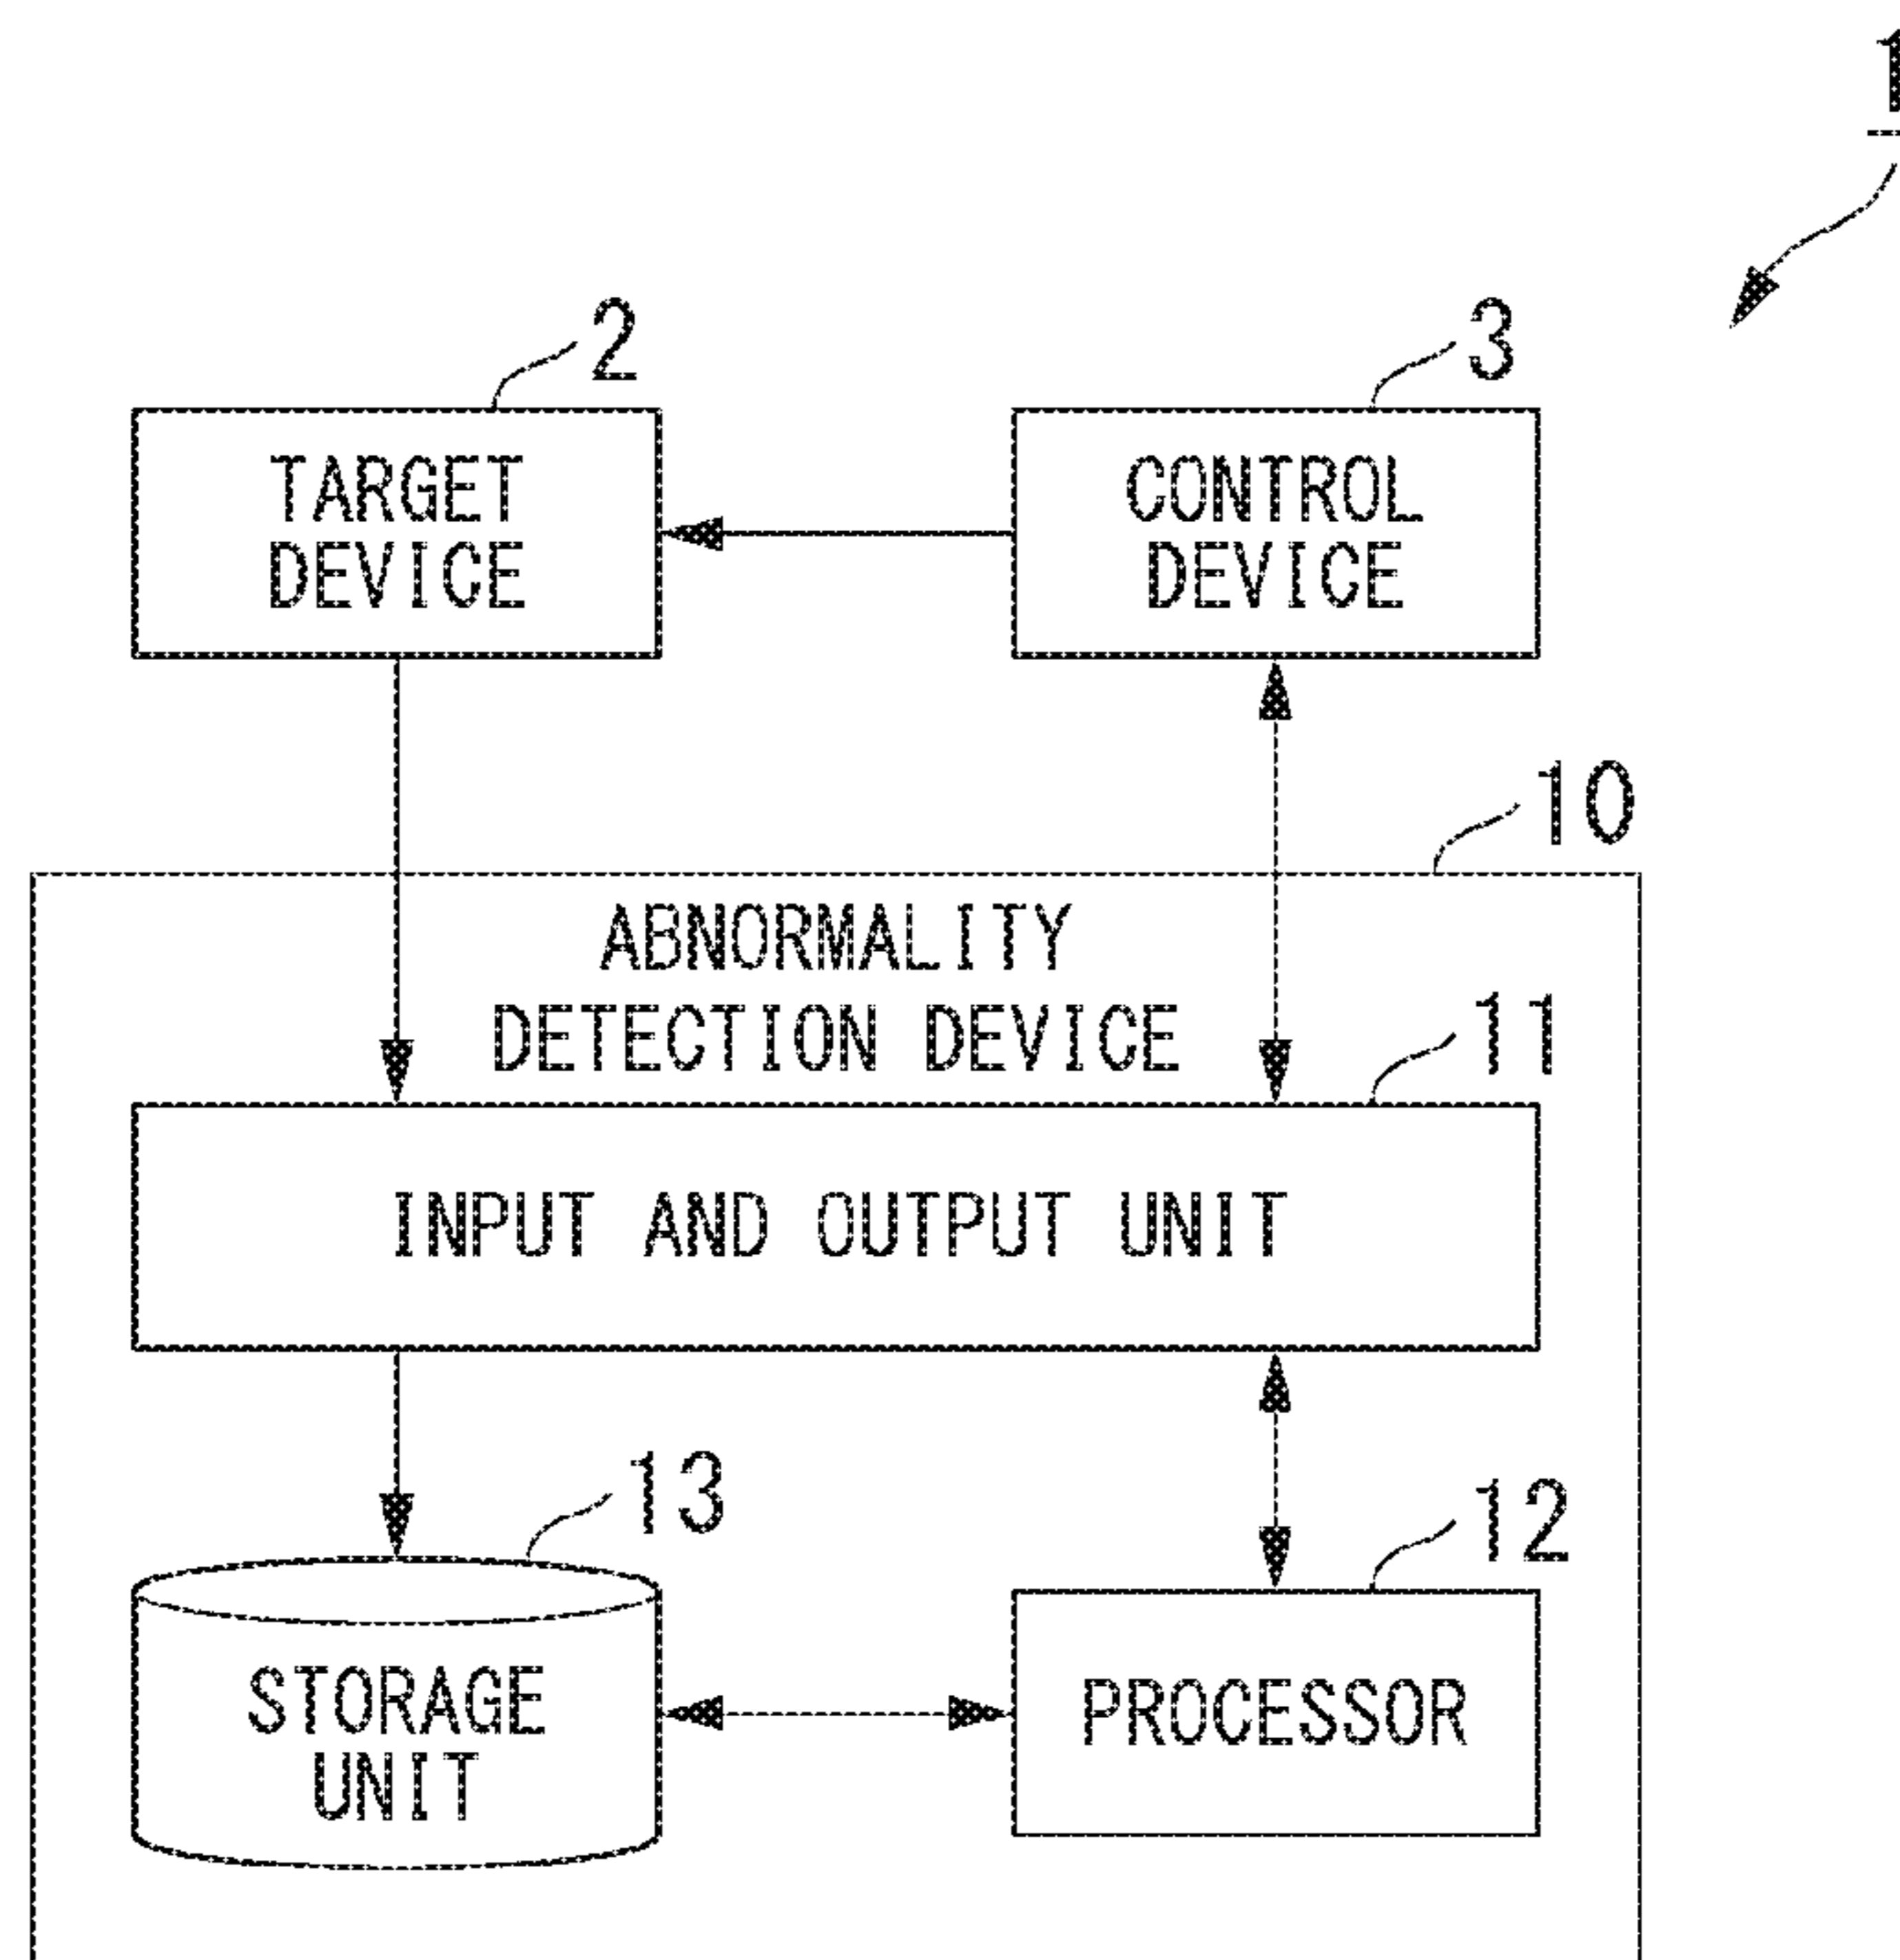 1
2
3
TARGET
DEVICE
CONTROL
DEVICE
10
ABNORMALITY
DETECTION DEVICE
11
INPUT AND OUTPUT UNIT
13
12
STORAGE
UNIT
PROCESSOR